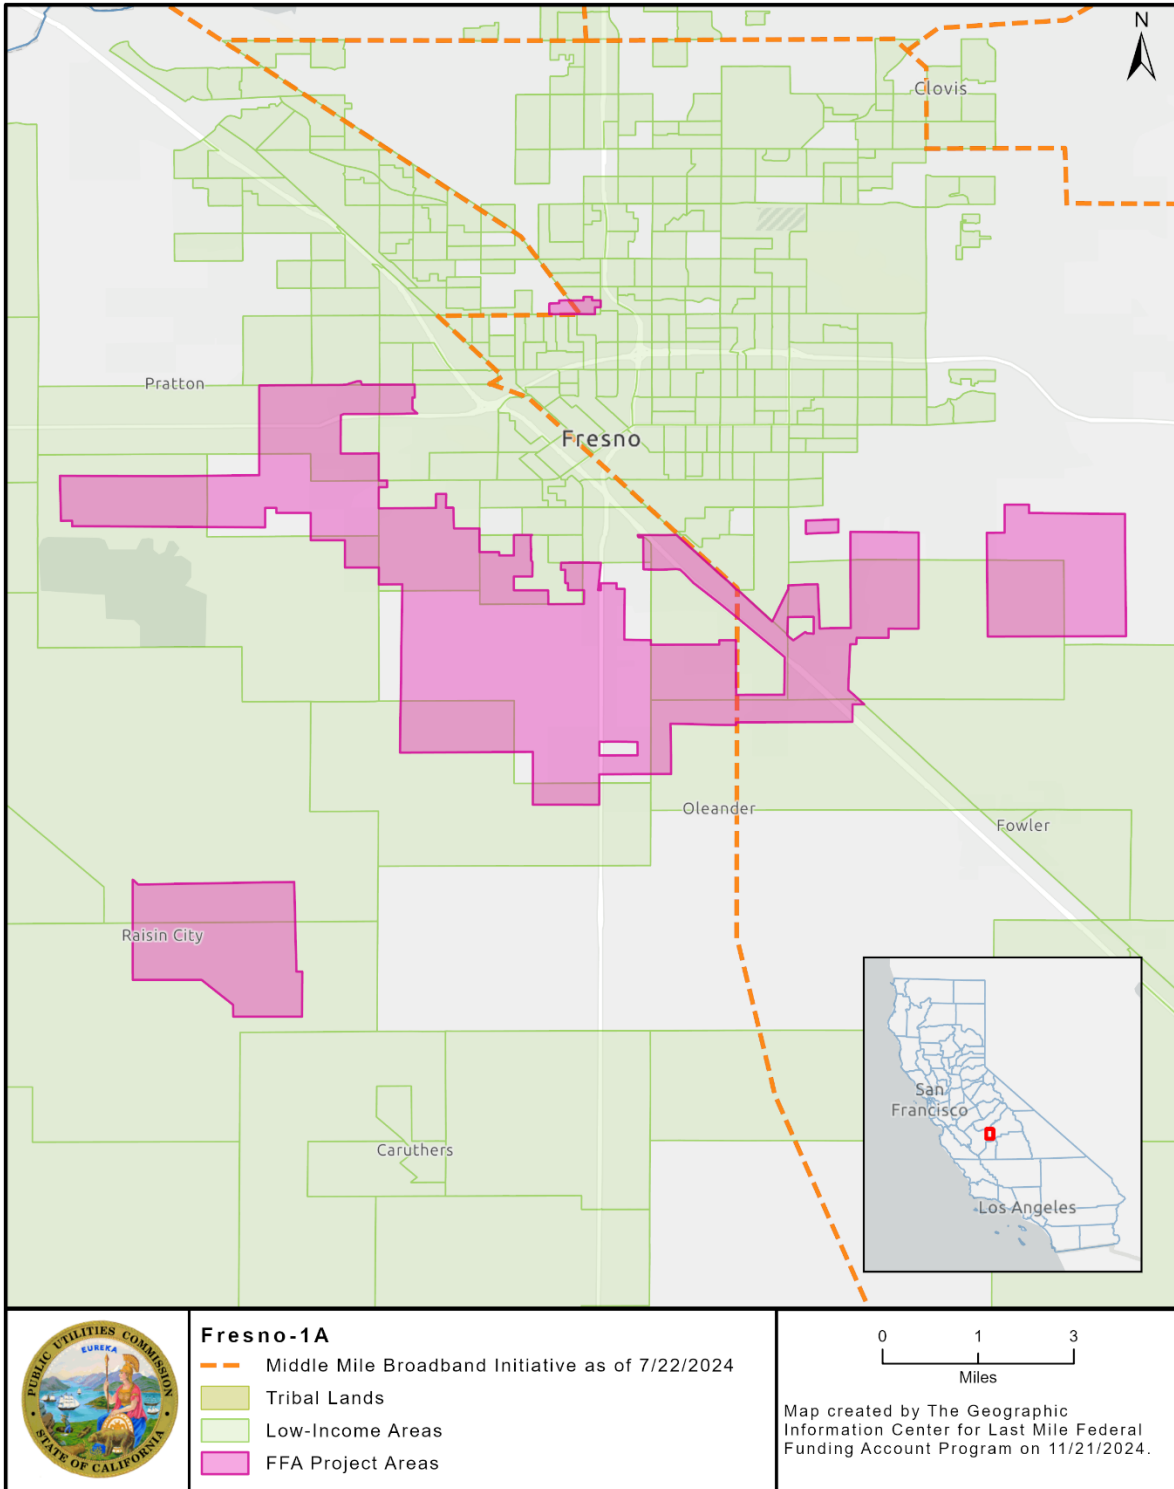 N
Clovis
Pratton
Fresno
Oleander
Fowler
Raisin City
Caruthers
San
Francisco
Los Angeles
PUBLIC UTILITIES COMMISSION
EUREKA
STATE OF CALIFORNIA
Fresno-1A
Middle Mile Broadband Initiative as of 7/22/2024
Tribal Lands
Low-Income Areas
FFA Project Areas
0 1 3
Miles
Map created by The Geographic
Information Center for Last Mile Federal
Funding Account Program on 11/21/2024.